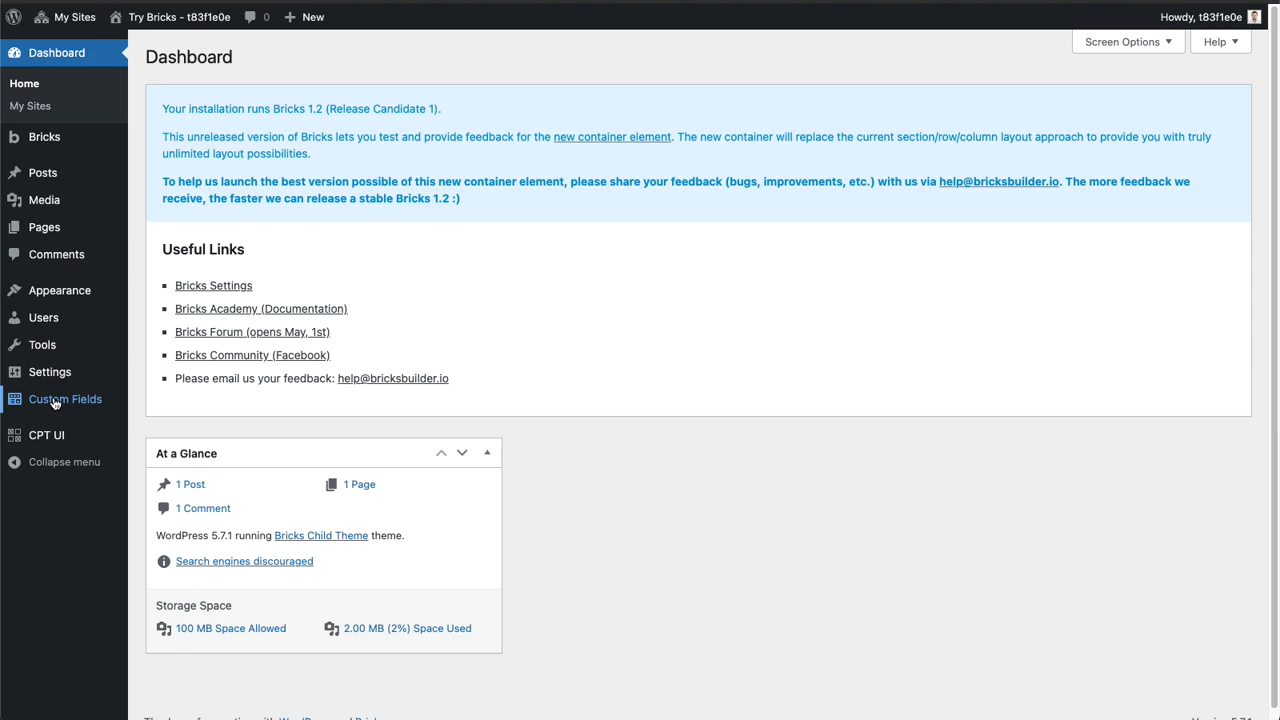 My Sites
Try Bricks - t83f1e0e
0
New
Howdy, t83f1e0e
Dashboard
Home
My Sites
Bricks
Posts
Media
Pages
Comments
Appearance
Users
Tools
Settings
Custom Fields
CPT UI
Collapse menu
Screen Options
Help
Dashboard
Your installation runs Bricks 1.2 (Release Candidate 1).
This unreleased version of Bricks lets you test and provide feedback for the new container element. The new container will replace the current section/row/column layout approach to provide you with truly
unlimited layout possibilities.
To help us launch the best version possible of this new container element, please share your feedback (bugs, improvements, etc.) with us via help@bricksbuilder.io. The more feedback we
receive, the faster we can release a stable Bricks 1.2 :)
Useful Links
Bricks Settings
Bricks Academy (Documentation)
Bricks Forum (opens May, 1st)
Bricks Community (Facebook)
Please email us your feedback: help@bricksbuilder.io
At a Glance
1 Post
1 Page
1 Comment
WordPress 5.7.1 running Bricks Child Theme theme.
Search engines discouraged
Storage Space
100 MB Space Allowed
2.00 MB (2%) Space Used